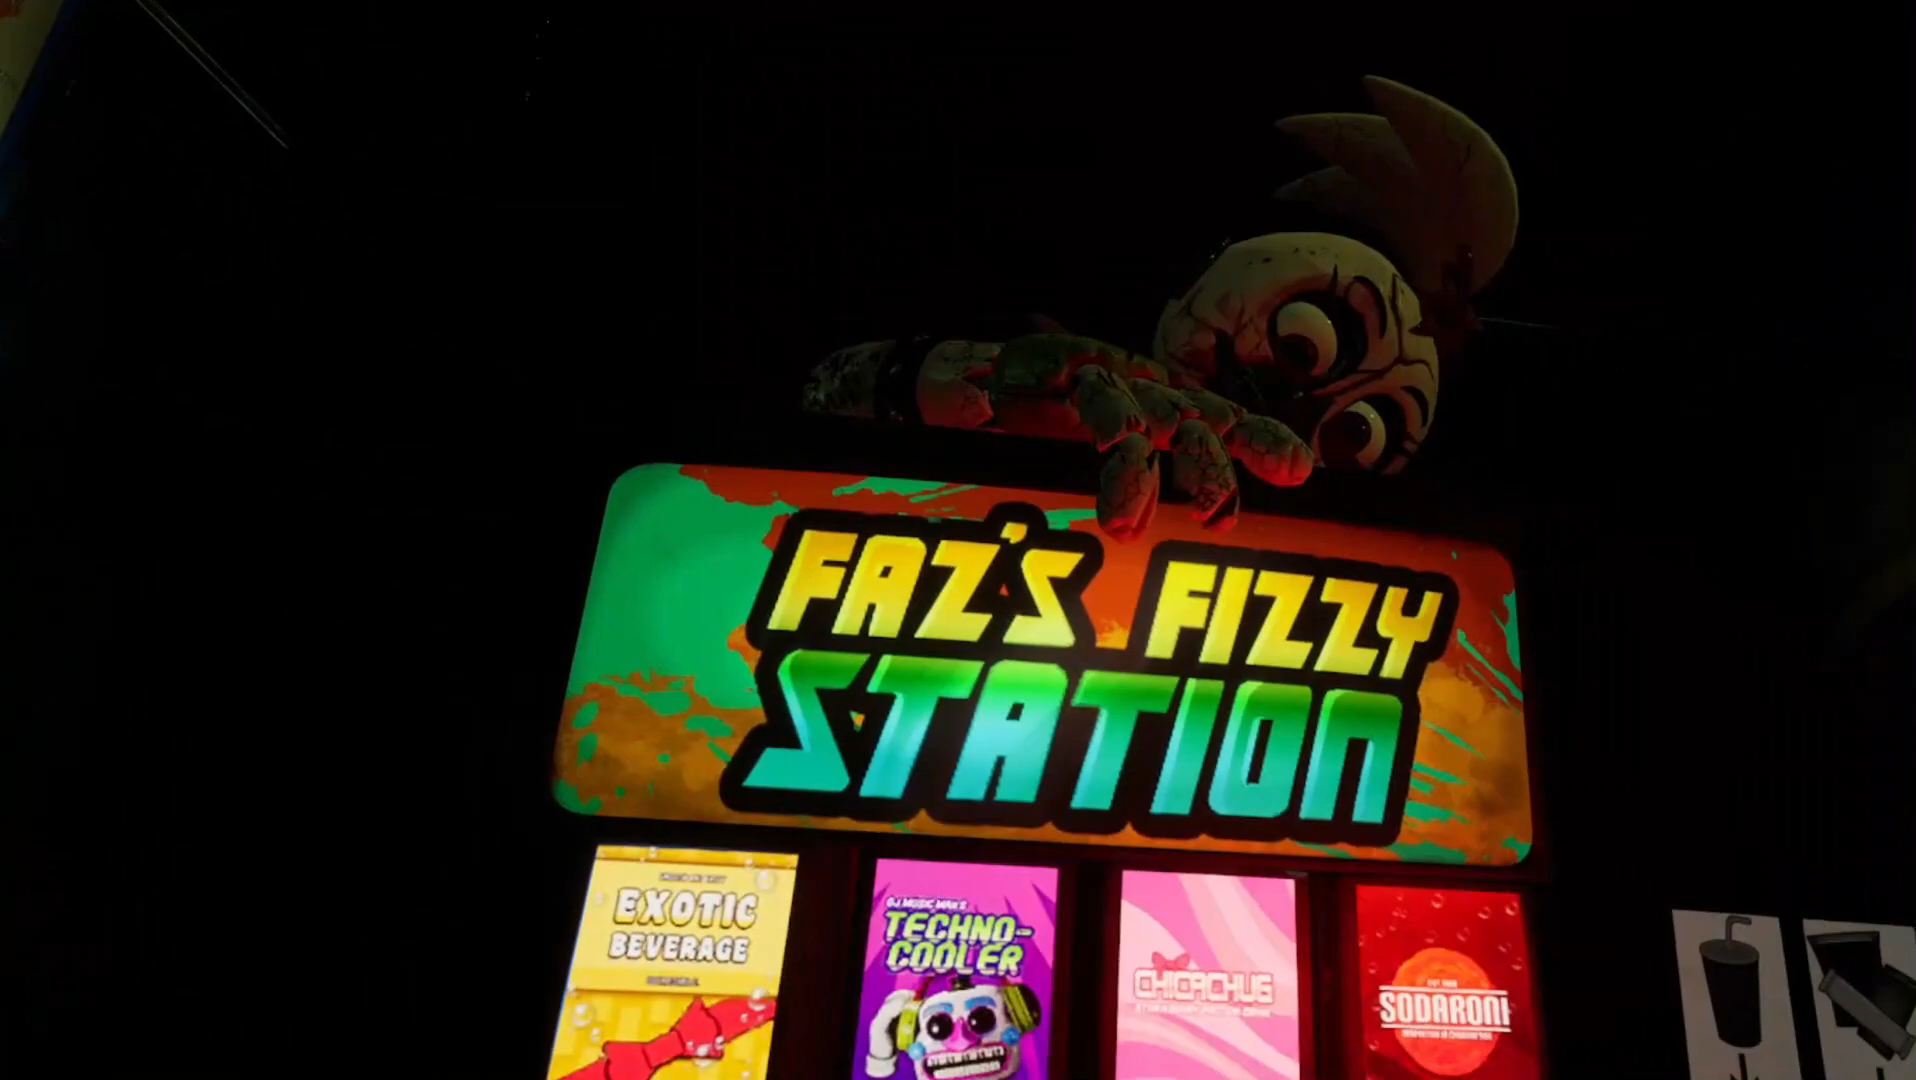 FAZ'S FIZZY
STATION
EXOTIC
BEVERAGE
DJ MUSIC MAN'S
TECHNO-
COOLER
CHICACHUG
SODARONI